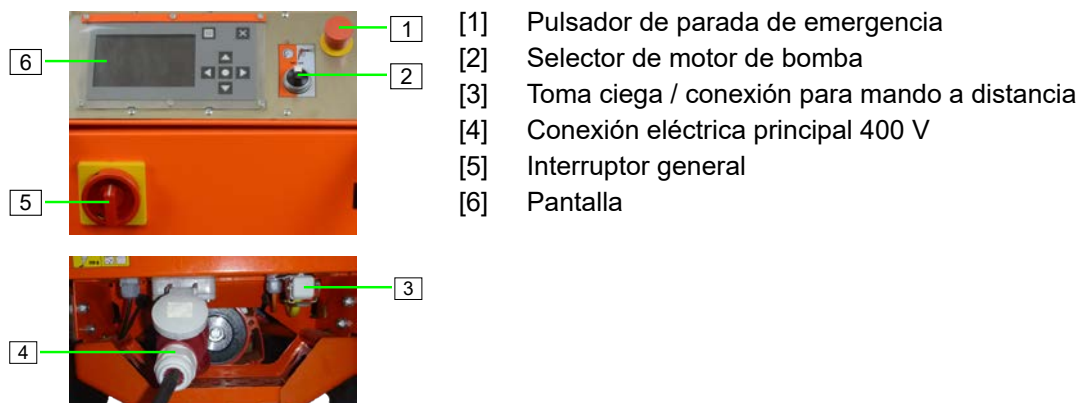 [1] Pulsador de parada de emergencia
[2] Selector de motor de bomba
[3] Toma ciega / conexión para mando a distancia
[4] Conexión eléctrica principal 400 V
[5] Interruptor general
[6] Pantalla
1
6
2
5
3
4